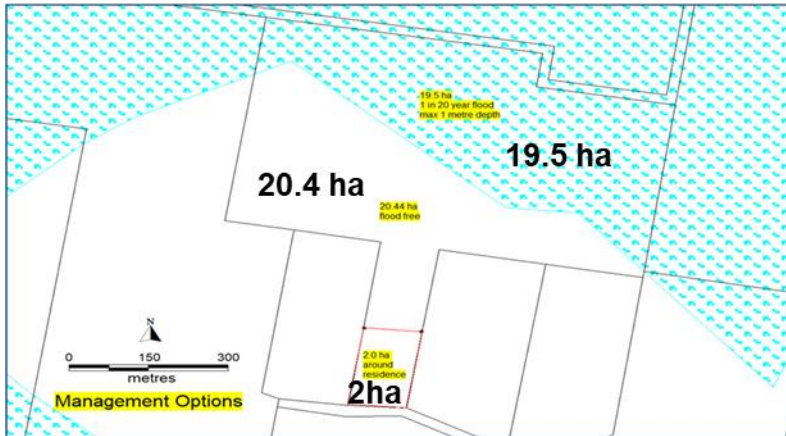 19.5 ha
1 in 20 year flood
max 1 metre depth
19.5 ha
20.4 ha
20.44 ha
flood free
N
0 150 300
metres
Management Options
2.0 ha
around
residence
2ha